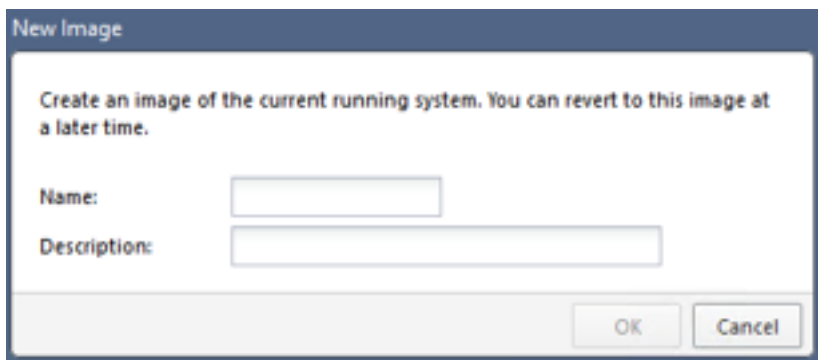 New Image
Create an image of the current running system. You can revert to this image at
a later time.
Name:
Description:
OK
Cancel